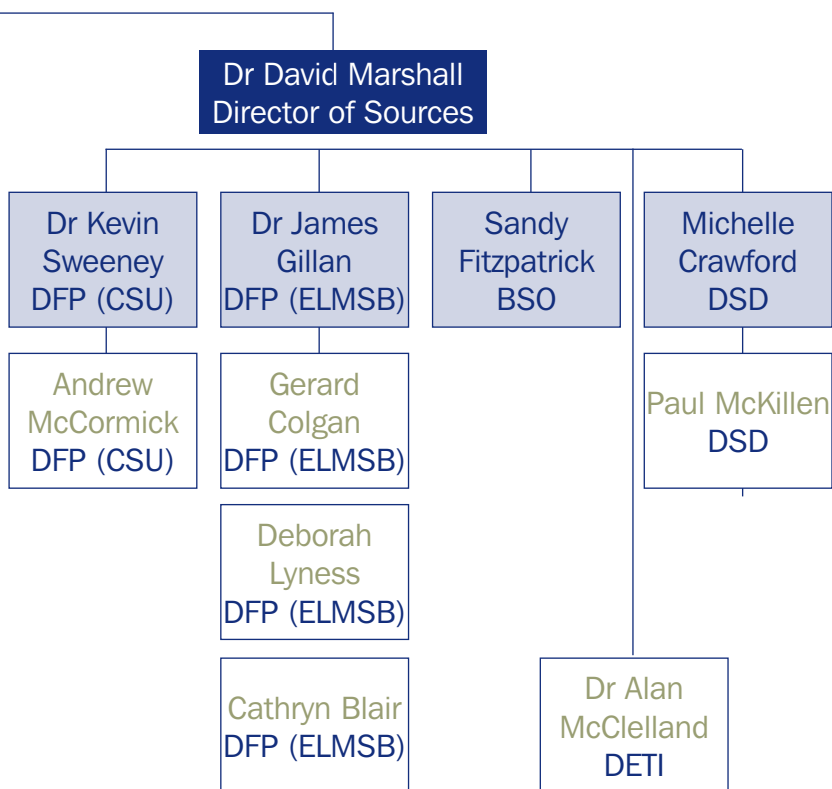 Dr David Marshall
Director of Sources
Dr Kevin
Sweeney
DFP (CSU)
Dr James
Gillan
DFP (ELMSB)
Sandy
Fitzpatrick
BSO
Michelle
Crawford
DSD
Andrew
McCormick
DFP (CSU)
Gerard
Colgan
DFP (ELMSB)
Paul McKillen
DSD
Deborah
Lyness
DFP (ELMSB)
Cathryn Blair
DFP (ELMSB)
Dr Alan
McClelland
DETI